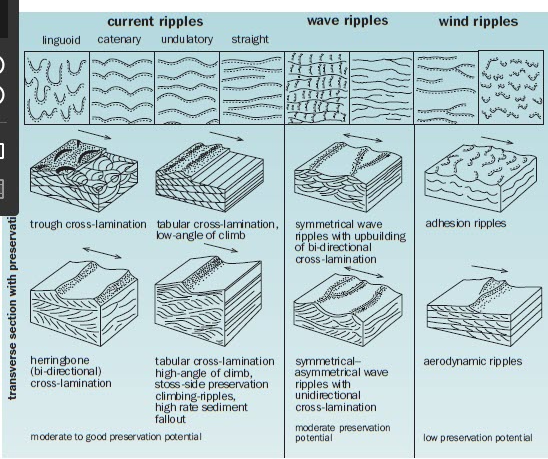 current ripples
wave ripples
wind ripples
linguoid
catenary
undulatory
straight
trough cross-lamination
tabular cross-lamination,
low-angle of climb
symmetrical wave
ripples with upbuilding
of bi-directional
cross-lamination
adhesion ripples
herringbone
(bi-directional)
cross-lamination
tabular cross-lamination
high-angle of climb,
stoss-side preservation
climbing-ripples,
high rate sediment
fallout
symmetrical–
asymmetrical wave
ripples with
unidirectional
cross-lamination
aerodynamic ripples
moderate to good preservation potential
moderate preservation
potential
low preservation potential
transverse section with preservati